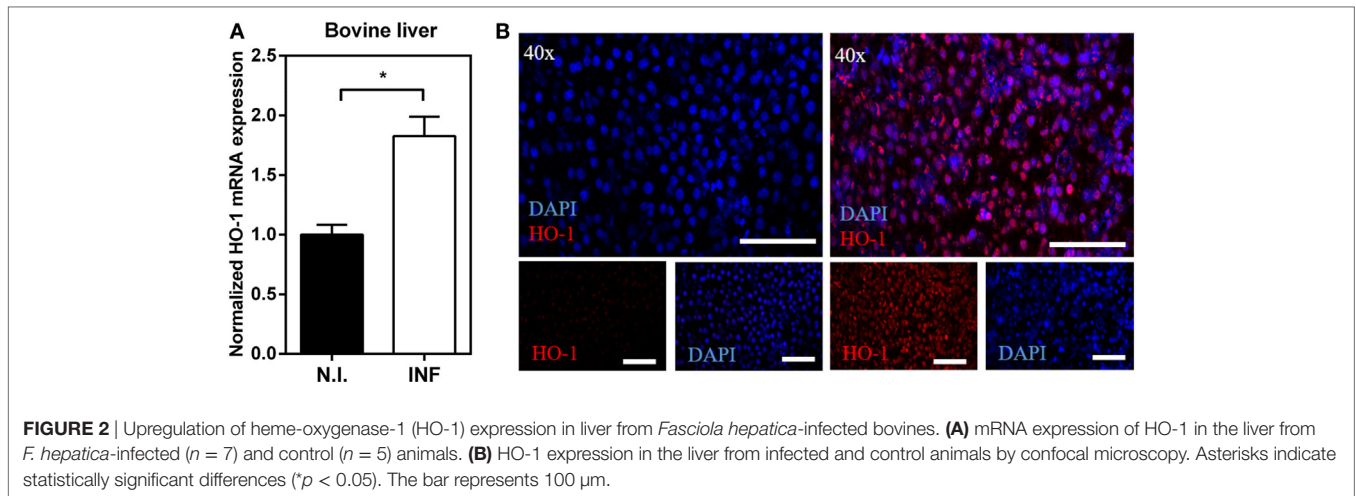 A
Bovine liver
Normalized HO-1 mRNA expression
2.5
2.0
1.5
1.0
0.5
0.0
*
N.I.
INF
B
40x
DAPI
HO-1
40x
DAPI
HO-1
HO-1
DAPI
HO-1
DAPI
FIGURE 2 | Upregulation of heme-oxygenase-1 (HO-1) expression in liver from Fasciola hepatica-infected bovines. (A) mRNA expression of HO-1 in the liver from
F. hepatica-infected (n = 7) and control (n = 5) animals. (B) HO-1 expression in the liver from infected and control animals by confocal microscopy. Asterisks indicate
statistically significant differences (*p < 0.05). The bar represents 100 µm.